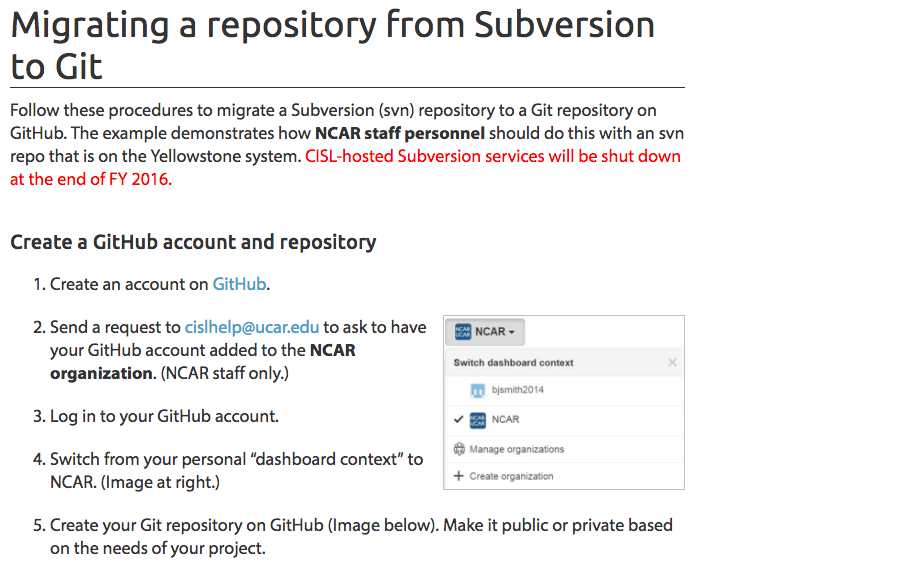 Migrating a repository from Subversion
to Git
Follow these procedures to migrate a Subversion (svn) repository to a Git repository on
GitHub. The example demonstrates how NCAR staff personnel should do this with an svn
repo that is on the Yellowstone system. CISL-hosted Subversion services will be shut down
at the end of FY 2016.
Create a GitHub account and repository
1. Create an account on GitHub.
2. Send a request to cislhelp@ucar.edu to ask to have
your GitHub account added to the NCAR
organization. (NCAR staff only.)
3. Log in to your GitHub account.
4. Switch from your personal “dashboard context” to
NCAR. (Image at right.)
NCAR UCAR NCAR
Switch dashboard context
bjsmith2014
NCAR UCAR NCAR
Manage organizations
Create organization
5. Create your Git repository on GitHub (Image below). Make it public or private based
on the needs of your project.